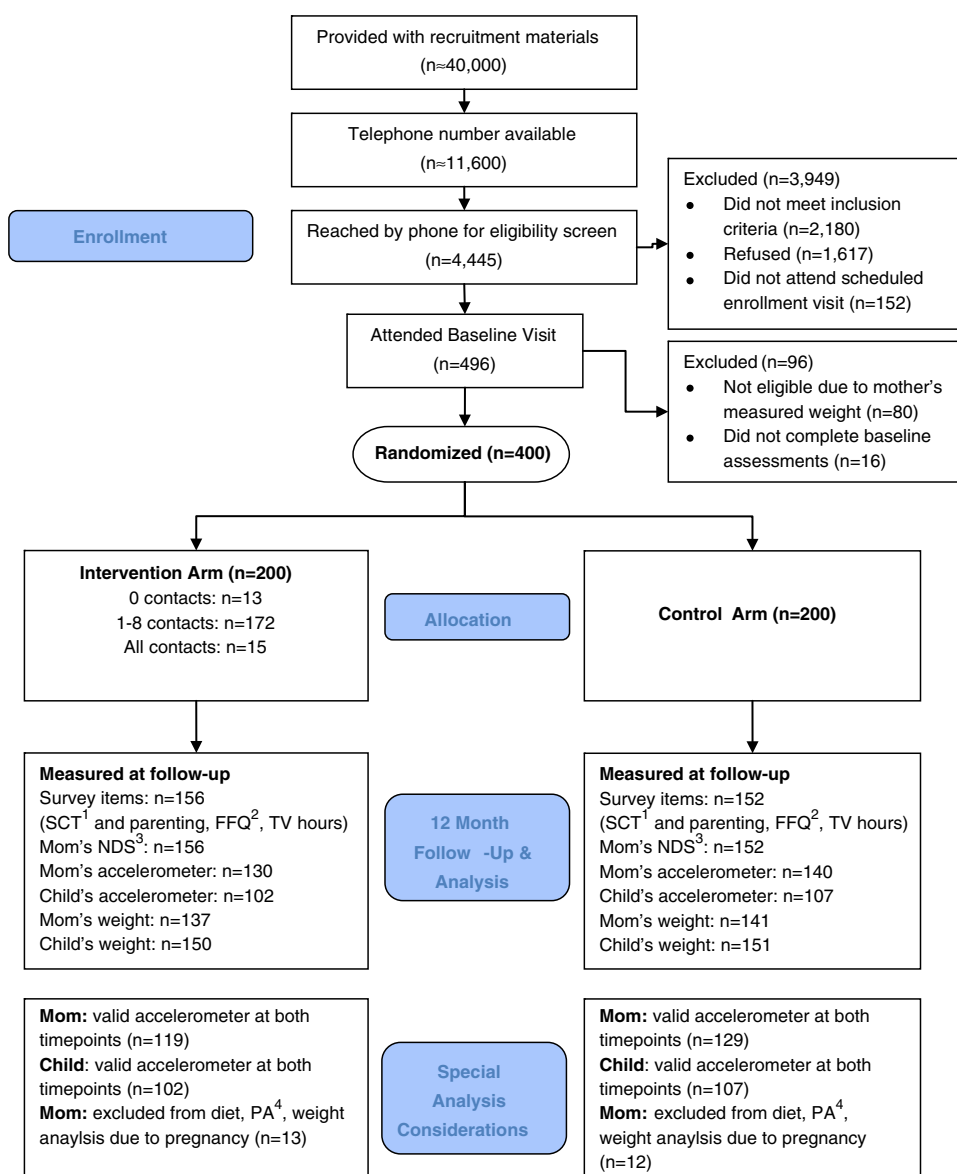 Provided with recruitment materials
(n≈40,000)
Telephone number available
(n≈11,600)
Enrollment
Reached by phone for eligibility screen
(n=4,445)
Excluded (n=3,949)
● Did not meet inclusion
criteria (n=2,180)
● Refused (n=1,617)
● Did not attend scheduled
enrollment visit (n=152)
Attended Baseline Visit
(n=496)
Excluded (n=96)
● Not eligible due to mother's
measured weight (n=80)
● Did not complete baseline
assessments (n=16)
Randomized (n=400)
Intervention Arm (n=200)
0 contacts: n=13
1-8 contacts: n=172
All contacts: n=15
Allocation
Control Arm (n=200)
Measured at follow-up
Survey items: n=156
(SCT¹ and parenting, FFQ², TV hours)
Mom's NDS³: n=156
Mom's accelerometer: n=130
Child's accelerometer: n=102
Mom's weight: n=137
Child's weight: n=150
12 Month
Follow -Up &
Analysis
Measured at follow-up
Survey items: n=152
(SCT¹ and parenting, FFQ², TV hours)
Mom's NDS³: n=152
Mom's accelerometer: n=140
Child's accelerometer: n=107
Mom's weight: n=141
Child's weight: n=151
Mom: valid accelerometer at both
timepoints (n=119)
Child: valid accelerometer at both
timepoints (n=102)
Mom: excluded from diet, PA⁴, weight
anaylsis due to pregnancy (n=13)
Special
Analysis
Considerations
Mom: valid accelerometer at both
timepoints (n=129)
Child: valid accelerometer at both
timepoints (n=107)
Mom: excluded from diet, PA⁴,
weight anaylsis due to pregnancy
(n=12)